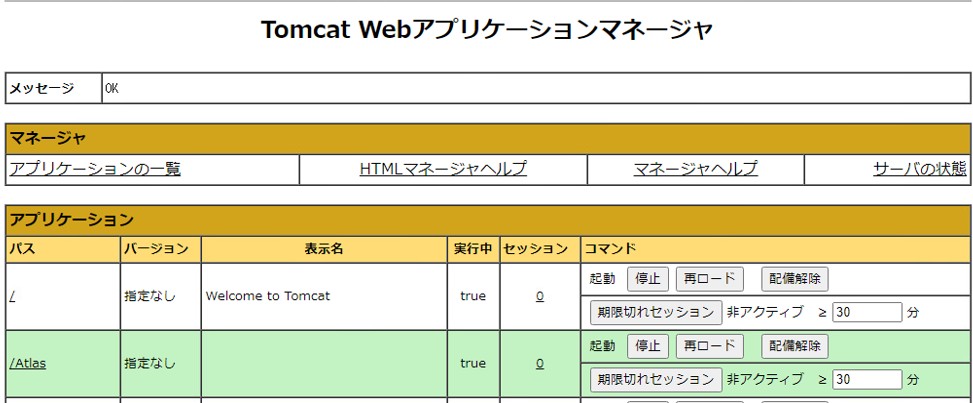 Tomcat Webアプリケーションマネージャ
メッセージ OK
マネージャ
アプリケーションの一覧 HTMLマネージャヘルプ マネージャヘルプ サーバの状態
アプリケーション
パス バージョン 表示名 実行中 セッション コマンド
/ 指定なし Welcome to Tomcat true 0 起動 停止 再ロード 配備解除
期限切れセッション 非アクティブ ≥ 30 分
/Atlas 指定なし true 0 起動 停止 再ロード 配備解除
期限切れセッション 非アクティブ ≥ 30 分